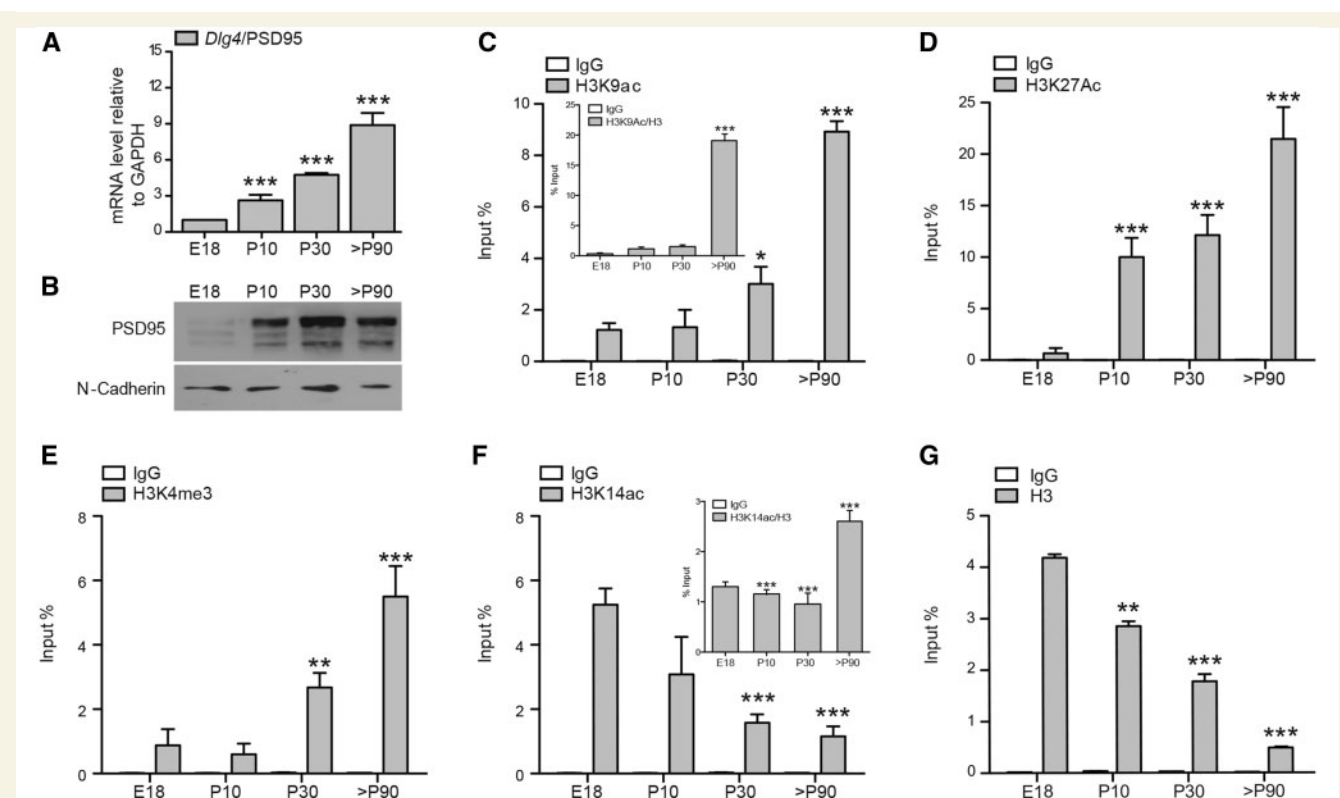 A
Dlg4/PSD95
mRNA level relative
to GAPDH
15
12
9
6
3
0
***
***
***
E18 P10 P30 >P90
B
E18 P10 P30 >P90
PSD95
N-Cadherin
C
IgG
H3K9ac
Input %
10
8
6
4
2
0
*
***
E18 P10 P30 >P90
IgG
H3K9Ac/H3
% Input
25
20
15
10
5
0
***
E18 P10 P30 >P90
D
IgG
H3K27Ac
Input %
25
20
15
10
5
0
***
***
***
E18 P10 P30 >P90
E
IgG
H3K4me3
Input %
8
6
4
2
0
**
***
E18 P10 P30 >P90
F
IgG
H3K14ac
Input %
8
6
4
2
0
***
***
E18 P10 P30 >P90
IgG
H3K14ac/H3
% Input
3
2
1
0
***
***
***
E18 P10 P30 >P90
G
IgG
H3
Input %
5
4
3
2
1
0
**
***
***
E18 P10 P30 >P90